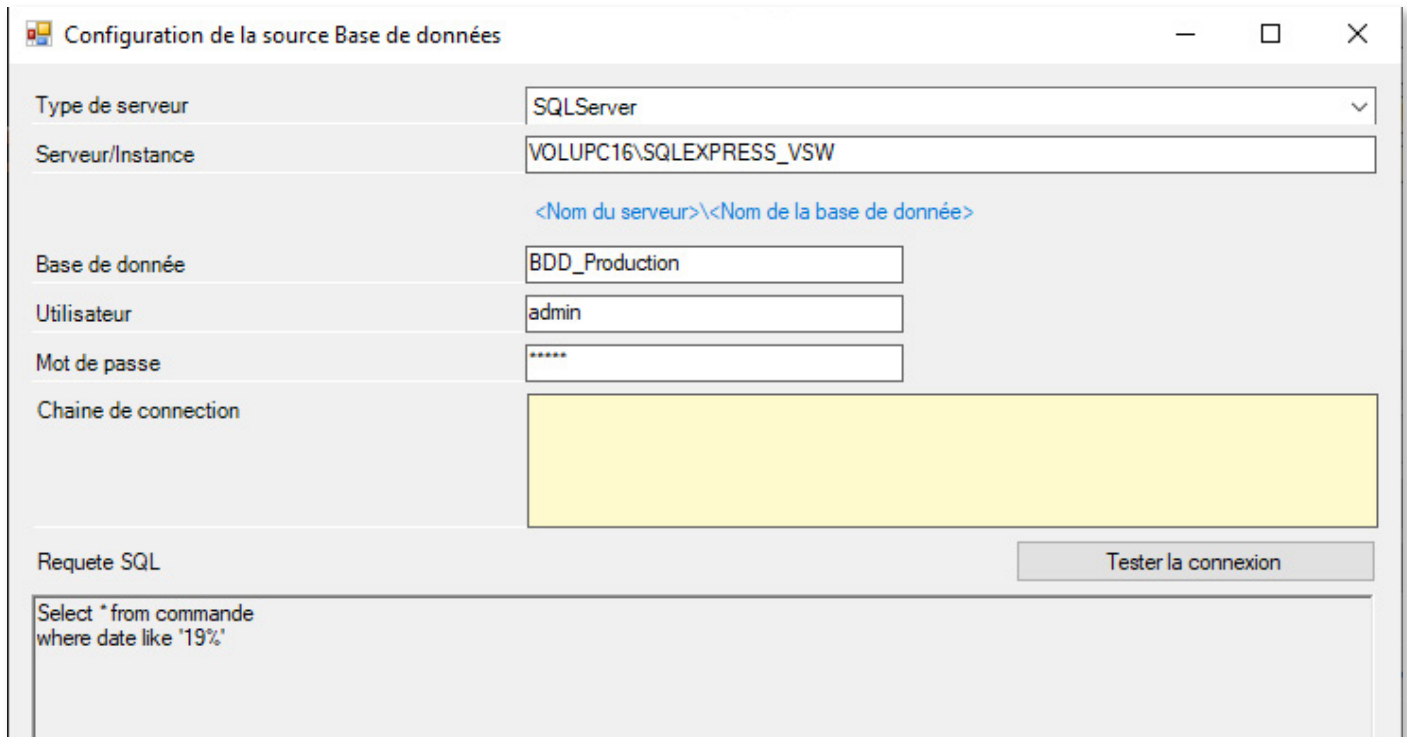 Configuration de la source Base de données
Type de serveur
SQLServer
Serveur/Instance
VOLUPC16\SQLEXPRESS_VSW
<Nom du serveur>\<Nom de la base de donnée>
Base de donnée
BDD_Production
Utilisateur
admin
Mot de passe
*****
Chaine de connection
Requete SQL
Tester la connexion
Select * from commande
where date like '19%'